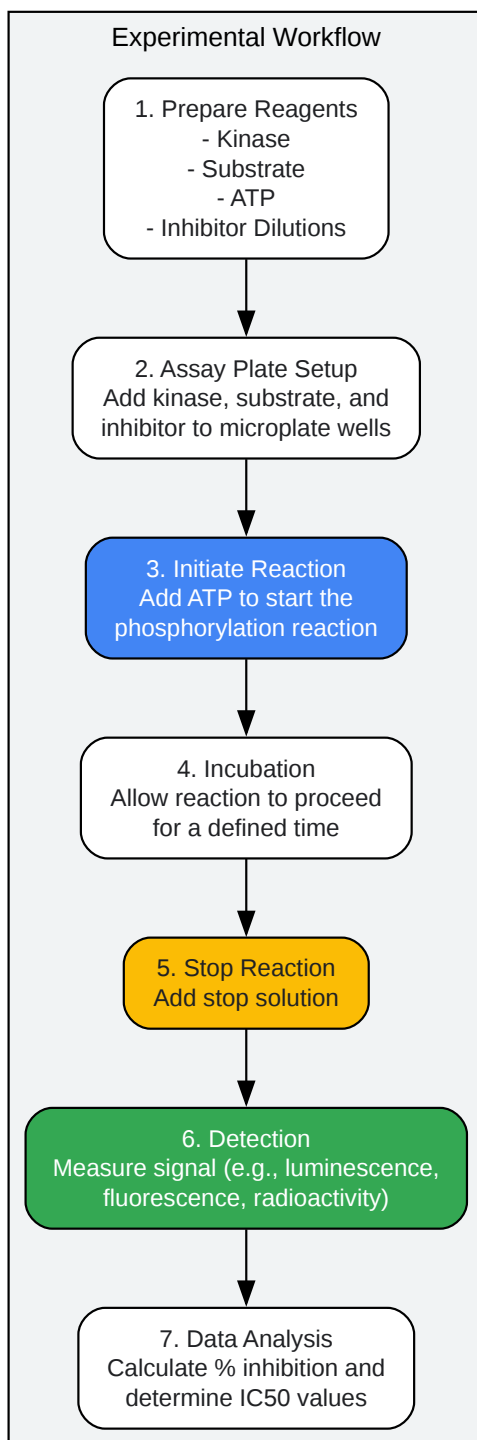 Experimental Workflow
1. Prepare Reagents
- Kinase
- Substrate
- ATP
- Inhibitor Dilutions
2. Assay Plate Setup
Add kinase, substrate, and
inhibitor to microplate wells
3. Initiate Reaction
Add ATP to start the
phosphorylation reaction
4. Incubation
Allow reaction to proceed
for a defined time
5. Stop Reaction
Add stop solution
6. Detection
Measure signal (e.g., luminescence,
fluorescence, radioactivity)
7. Data Analysis
Calculate % inhibition and
determine IC50 values